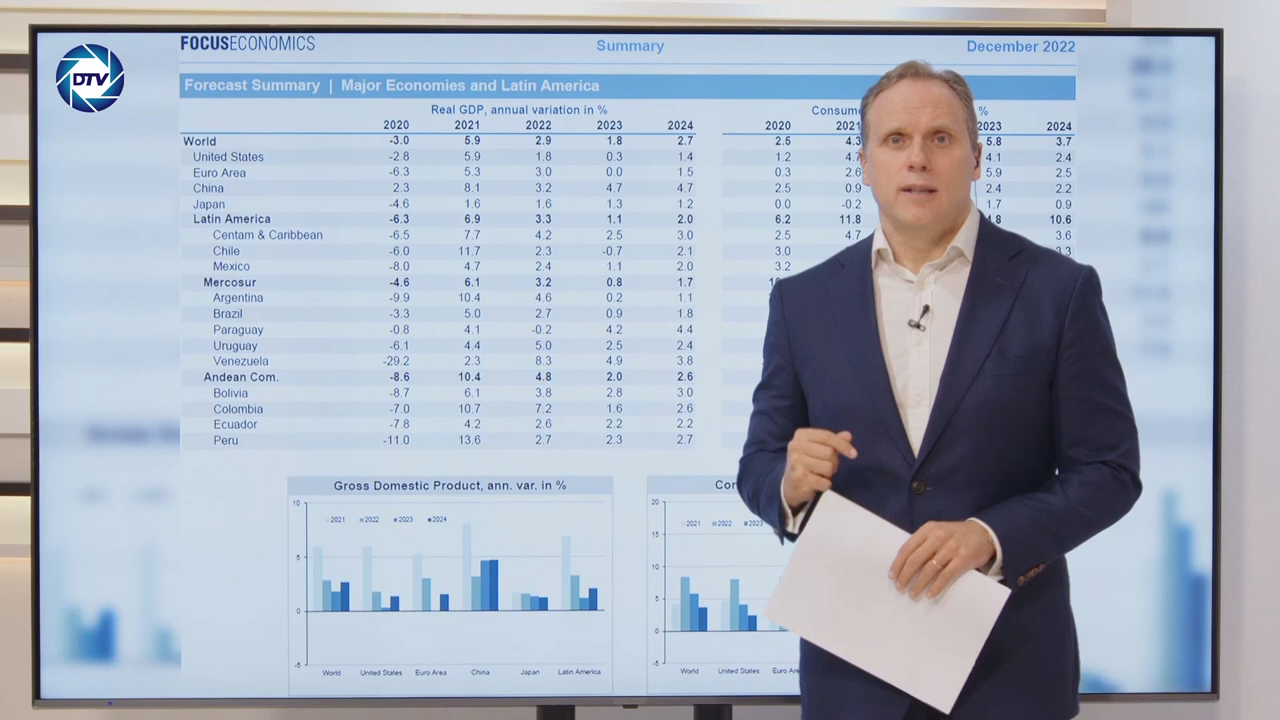 DTV
FOCUSECONOMICS Summary December 2022
Forecast Summary | Major Economies and Latin America
Real GDP, annual variation in % %
2020 2021 2022 2023 2024 2020 2021 2023 2024
World -3.0 5.9 2.9 1.8 2.7 2.5 4.3 5.8 3.7
United States -2.8 5.9 1.8 0.3 1.4 1.2 4.7 4.1 2.4
Euro Area -6.3 5.3 3.0 0.0 1.5 0.3 2.6 5.9 2.5
China 2.3 8.1 3.2 4.7 4.7 2.5 0.9 2.4 2.2
Japan -4.6 1.6 1.6 1.3 1.2 0.0 -0.2 1.7 0.9
Latin America -6.3 6.9 3.3 1.1 2.0 6.2 11.8 10.6
Centam & Caribbean -6.5 7.7 4.2 2.5 3.0 2.5 4.7 3.6
Chile -6.0 11.7 2.3 -0.7 2.1 3.0
Mexico -8.0 4.7 2.4 1.1 2.0 3.2
Mercosur -4.6 6.1 3.2 0.8 1.7
Argentina -9.9 10.4 4.6 0.2 1.1
Brazil -3.3 5.0 2.7 0.9 1.8
Paraguay -0.8 4.1 -0.2 4.2 4.4
Uruguay -6.1 4.4 5.0 2.5 2.4
Venezuela -29.2 2.3 8.3 4.9 3.8
Andean Com. -8.6 10.4 4.8 2.0 2.6
Bolivia -8.7 6.1 3.8 2.8 3.0
Colombia -7.0 10.7 7.2 1.6 2.6
Ecuador -7.8 4.2 2.6 2.2 2.2
Peru -11.0 13.6 2.7 2.3 2.7
Gross Domestic Product, ann. var. in %
10
2021 2022 2023 2024
5
0
-5
World United States Euro Area China Japan Latin America
20
2021 2022 2023
15
10
5
0
-5
World United States Euro